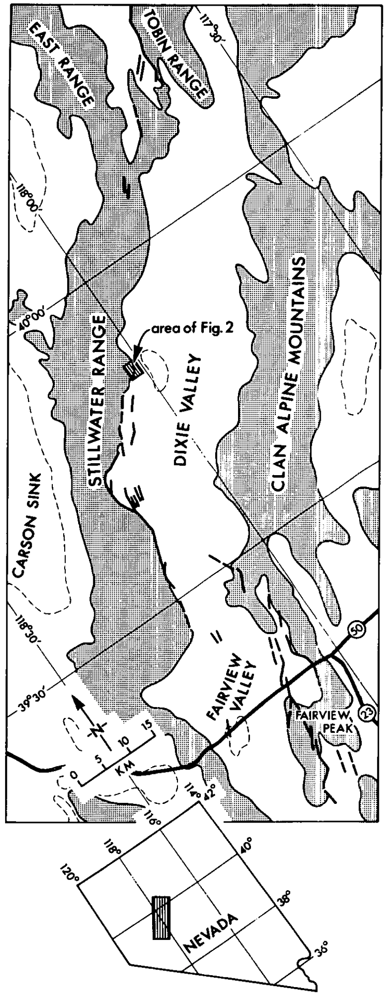 EAST RANGE
TOBIN RANGE
117°30′
118°00′
40°00′
area of Fig. 2
STILLWATER RANGE
DIXIE VALLEY
CLAN ALPINE MOUNTAINS
CARSON SINK
118°30′
39°30′
FAIRVIEW
VALLEY
50
23
FAIRVIEW
PEAK
N
0 5 10 15
KM
114°
42°
116°
118°
120°
40°
38°
36°
NEVADA